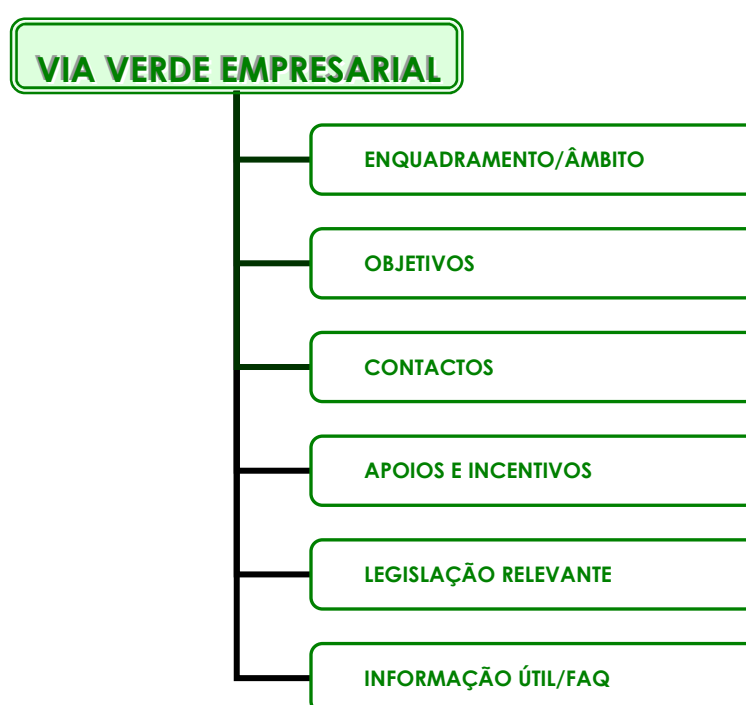 VIA VERDE EMPRESARIAL
ENQUADRAMENTO/ÂMBITO
OBJETIVOS
CONTACTOS
APOIOS E INCENTIVOS
LEGISLAÇÃO RELEVANTE
INFORMAÇÃO ÚTIL/FAQ